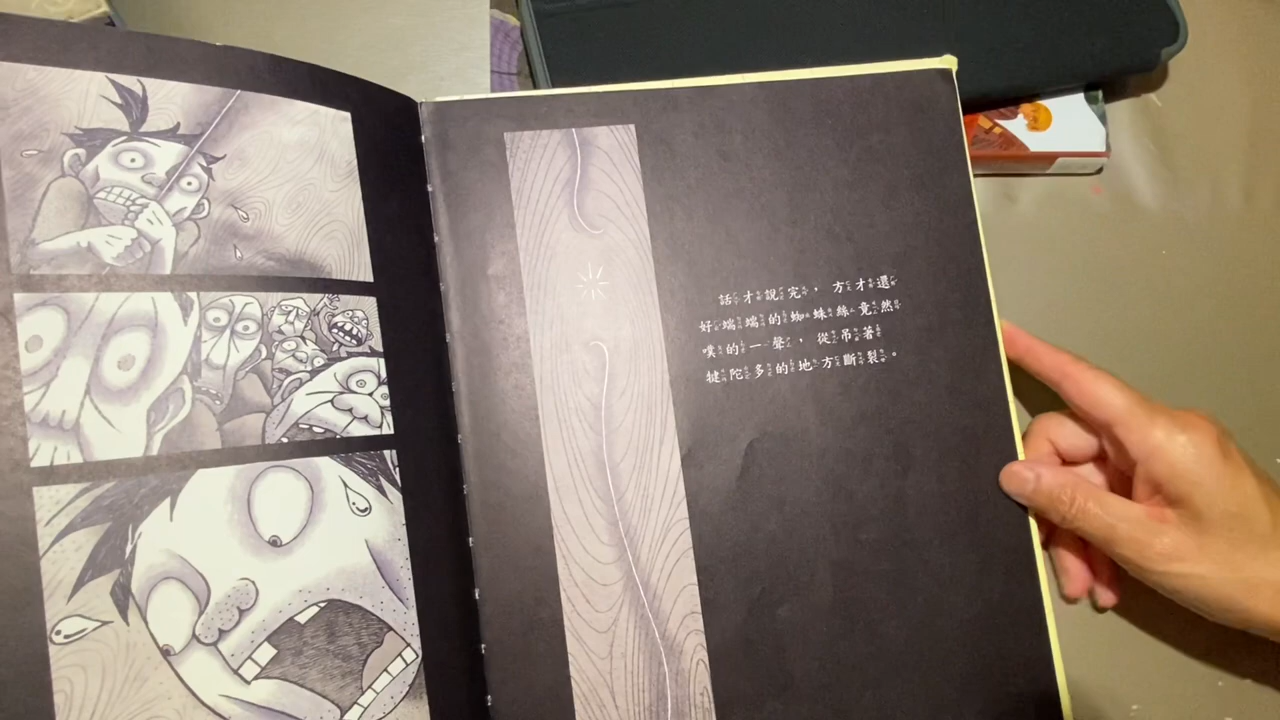 話才說完，方才還
好端端的蜘蛛絲竟然
噗的一聲，從吊著
犍陀多的地方斷裂。